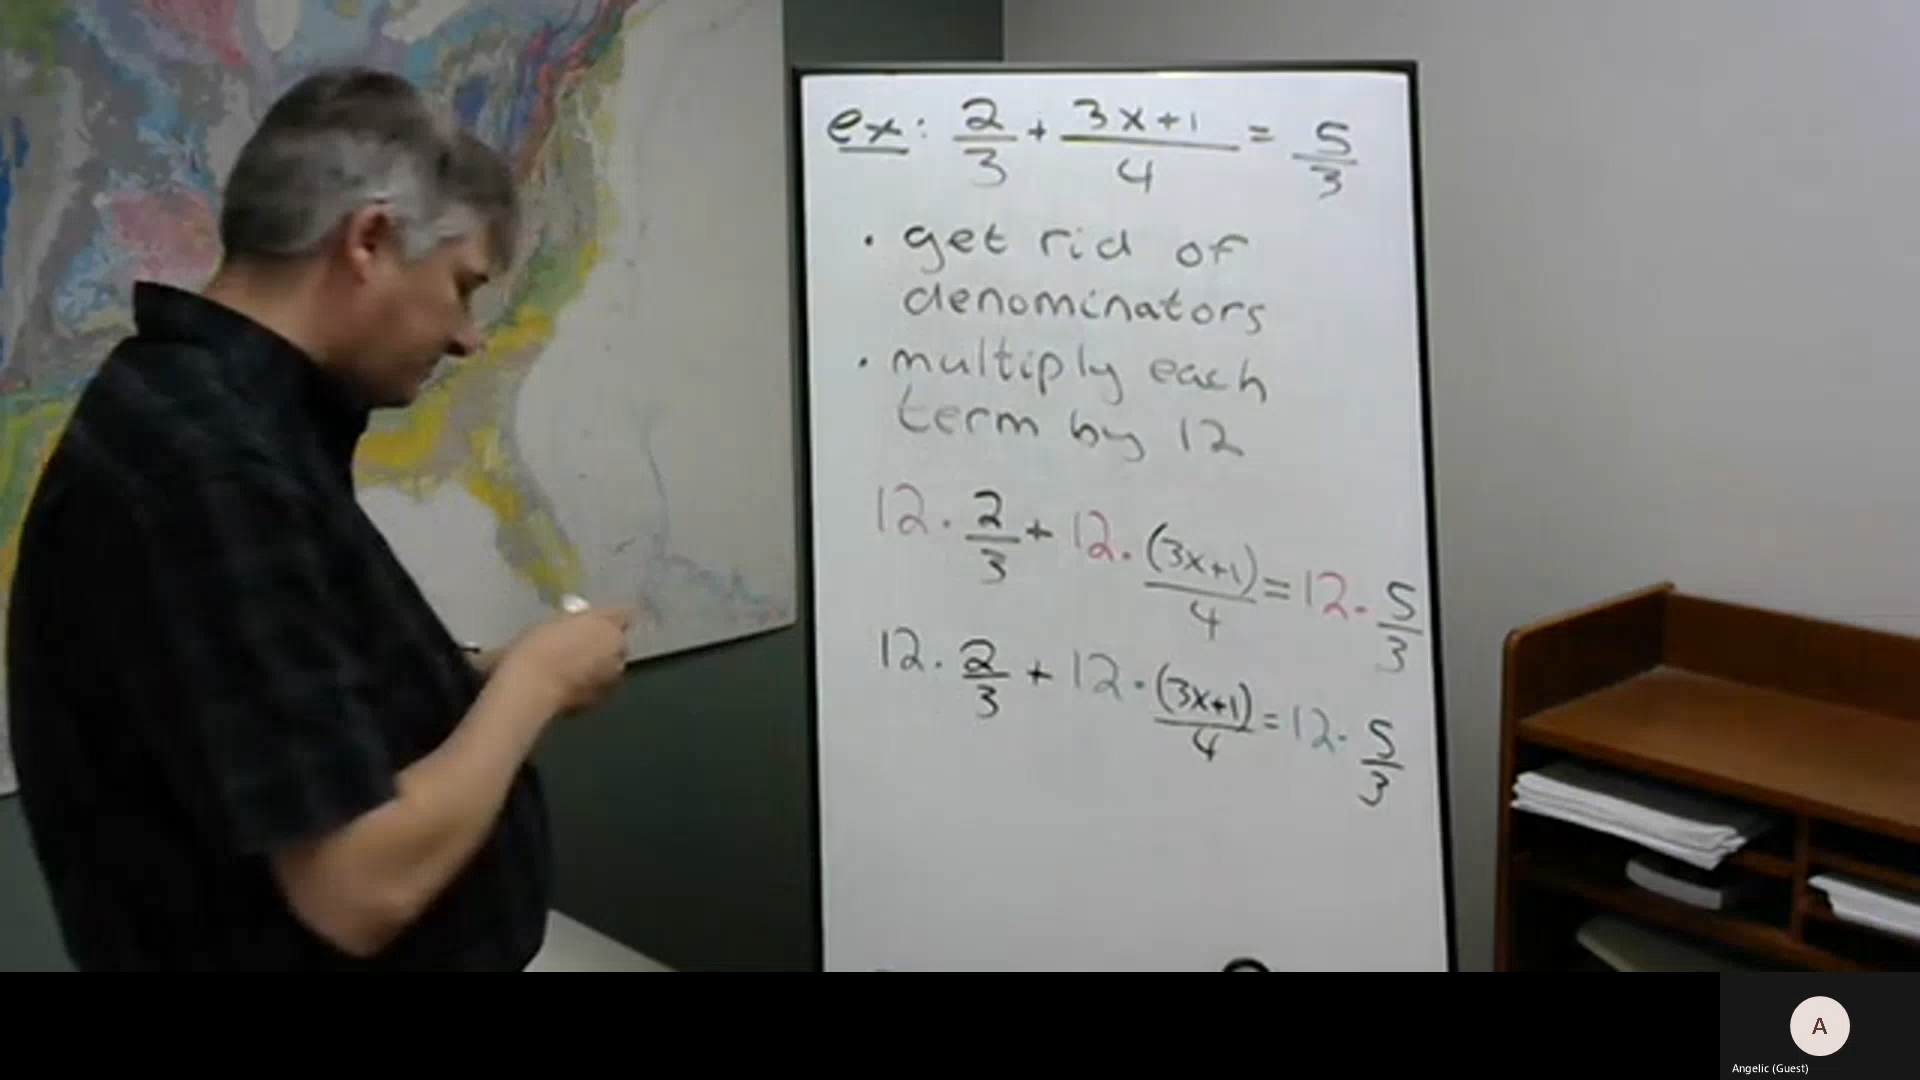 ex: 2/3 + 3x+1/4 = 5/3
• get rid of
denominators
• multiply each
term by 12
12 · 2/3 + 12 · (3x+1)/4 = 12 · 5/3
12 · 2/3 + 12 · (3x+1)/4 = 12 · 5/3
A
Angelic (Guest)